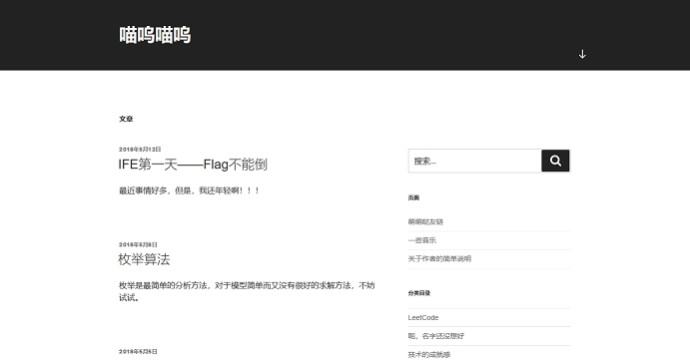 喵呜喵呜
文章
2018年5月12日
IFE第一天——Flag不能倒
最近事情好多，但是，我还年轻啊！！！
2018年5月8日
枚举算法
枚举是最简单的分析方法，对于模型简单而又没有很好的求解方法，不妨
试试。
2018年5月5日
搜索…
页面
萌萌哒友链
一些音乐
关于作者的简单说明
分类目录
LeetCode
呃，名字还没想好
技术的成就感